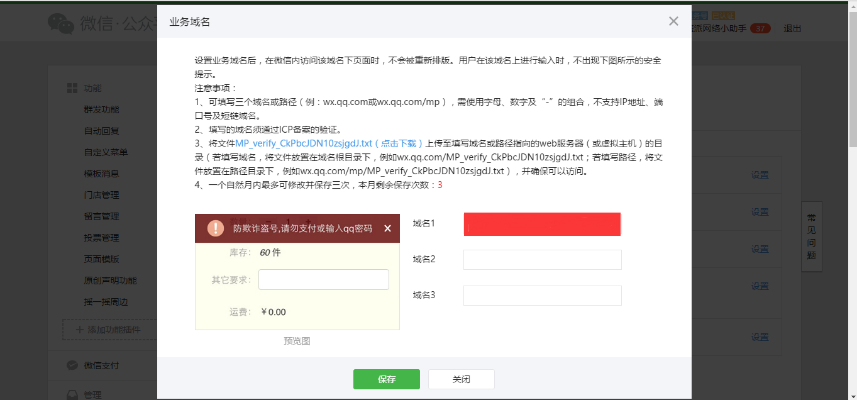 微信·公众
业务域名
派网络小助手 37 退出
设置业务域名后，在微信内访问该域名下页面时，不会被重新排版。用户在该域名上进行输入时，不出现下图所示的安全
提示。
注意事项：
1、可填写三个域名或路径（例：wx.qq.com或wx.qq.com/mp），需使用字母、数字及“-”的组合，不支持IP地址、端
口号及短链域名。
2、填写的域名须通过ICP备案的验证。
3、将文件MP_verify_CkPbcJDN10zsjgdJ.txt（点击下载）上传至填写域名或路径指向的web服务器（或虚拟主机）的目
录（若填写域名，将文件放置在域名根目录下，例如wx.qq.com/MP_verify_CkPbcJDN10zsjgdJ.txt；若填写路径，将文
件放置在路径目录下，例如wx.qq.com/mp/MP_verify_CkPbcJDN10zsjgdJ.txt），并确保可以访问。
4、一个自然月内最多可修改并保存三次，本月剩余保存次数：3
防欺诈盗号,请勿支付或输入qq密码
库存： 60 件
其它要求：
运费： ￥0.00
预览图
域名1
域名2
域名3
保存 关闭
功能
群发功能
自动回复
自定义菜单
模板消息
门店管理
留言管理
投票管理
页面模版
原创声明功能
摇一摇周边
添加功能插件
微信支付
管理
设置
设置
设置
设置
设置
常见问题